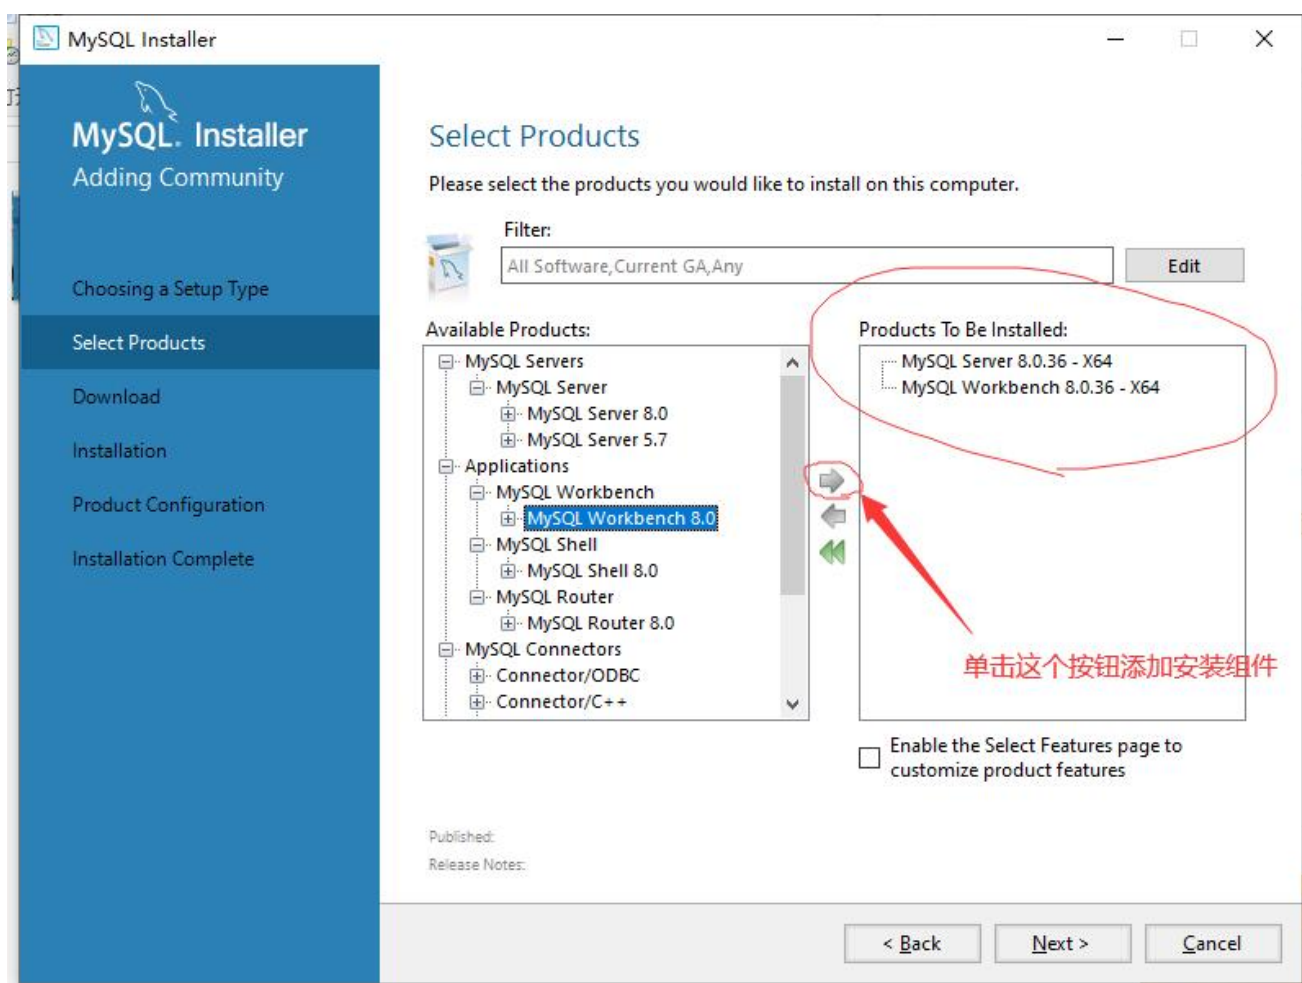 MySQL Installer
MySQL. Installer
Adding Community
Choosing a Setup Type
Select Products
Download
Installation
Product Configuration
Installation Complete
Select Products
Please select the products you would like to install on this computer.
Filter:
All Software,Current GA,Any
Edit
Available Products:
MySQL Servers
MySQL Server
MySQL Server 8.0
MySQL Server 5.7
Applications
MySQL Workbench
MySQL Workbench 8.0
MySQL Shell
MySQL Shell 8.0
MySQL Router
MySQL Router 8.0
MySQL Connectors
Connector/ODBC
Connector/C++
Products To Be Installed:
MySQL Server 8.0.36 - X64
MySQL Workbench 8.0.36 - X64
单击这个按钮添加安装组件
Enable the Select Features page to
customize product features
Published:
Release Notes:
< Back
Next >
Cancel